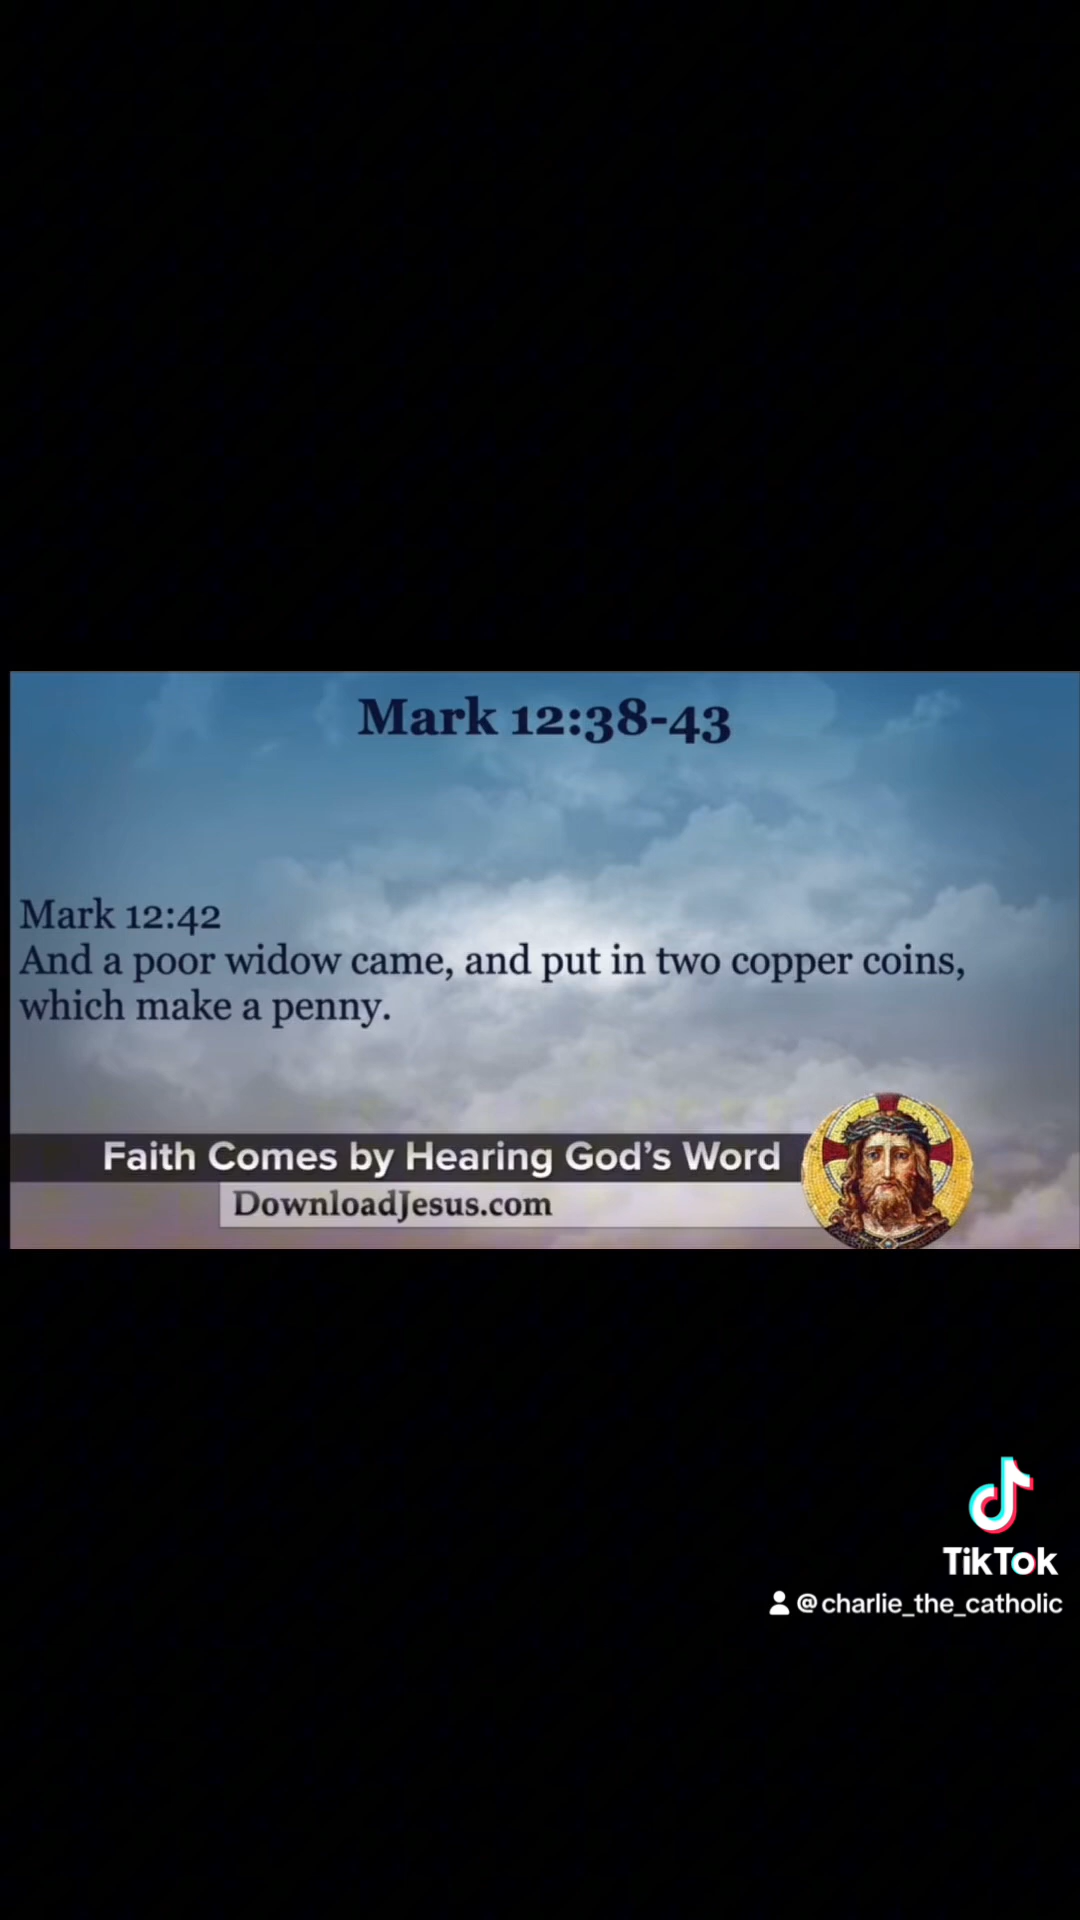 Mark 12:38-43
Mark 12:42
And a poor widow came, and put in two copper coins,
which make a penny.
Faith Comes by Hearing God's Word
DownloadJesus.com
TikTok
@charlie_the_catholic